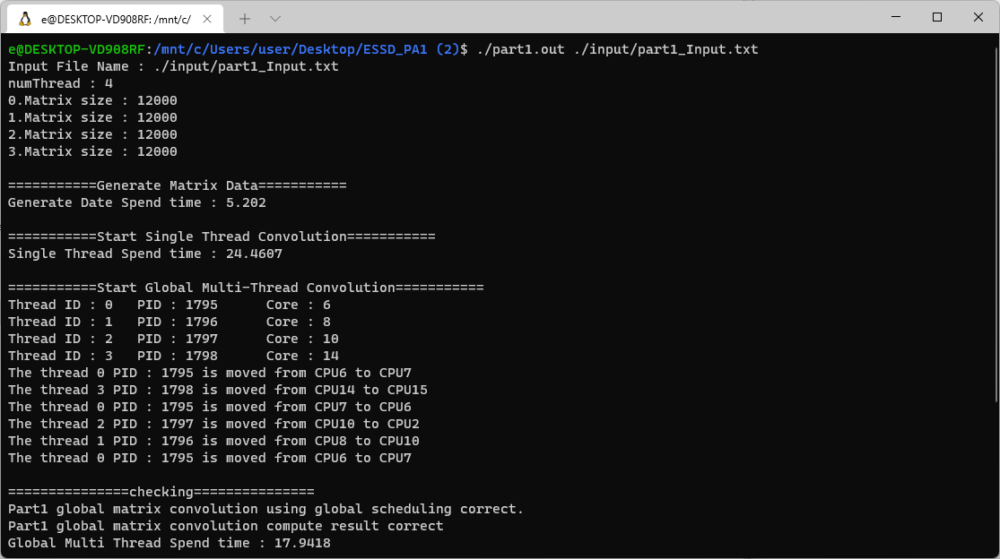 e@DESKTOP-VD908RF: /mnt/c/
e@DESKTOP-VD908RF:/mnt/c/Users/user/Desktop/ESSD_PA1 (2)$ ./part1.out ./input/part1_Input.txt
Input File Name : ./input/part1_Input.txt
numThread : 4
0.Matrix size : 12000
1.Matrix size : 12000
2.Matrix size : 12000
3.Matrix size : 12000
===========Generate Matrix Data===========
Generate Date Spend time : 5.202
===========Start Single Thread Convolution===========
Single Thread Spend time : 24.4607
===========Start Global Multi-Thread Convolution===========
Thread ID : 0   PID : 1795      Core : 6
Thread ID : 1   PID : 1796      Core : 8
Thread ID : 2   PID : 1797      Core : 10
Thread ID : 3   PID : 1798      Core : 14
The thread 0 PID : 1795 is moved from CPU6 to CPU7
The thread 3 PID : 1798 is moved from CPU14 to CPU15
The thread 0 PID : 1795 is moved from CPU7 to CPU6
The thread 2 PID : 1797 is moved from CPU10 to CPU2
The thread 1 PID : 1796 is moved from CPU8 to CPU10
The thread 0 PID : 1795 is moved from CPU6 to CPU7
===============checking===============
Part1 global matrix convolution using global scheduling correct.
Part1 global matrix convolution compute result correct
Global Multi Thread Spend time : 17.9418